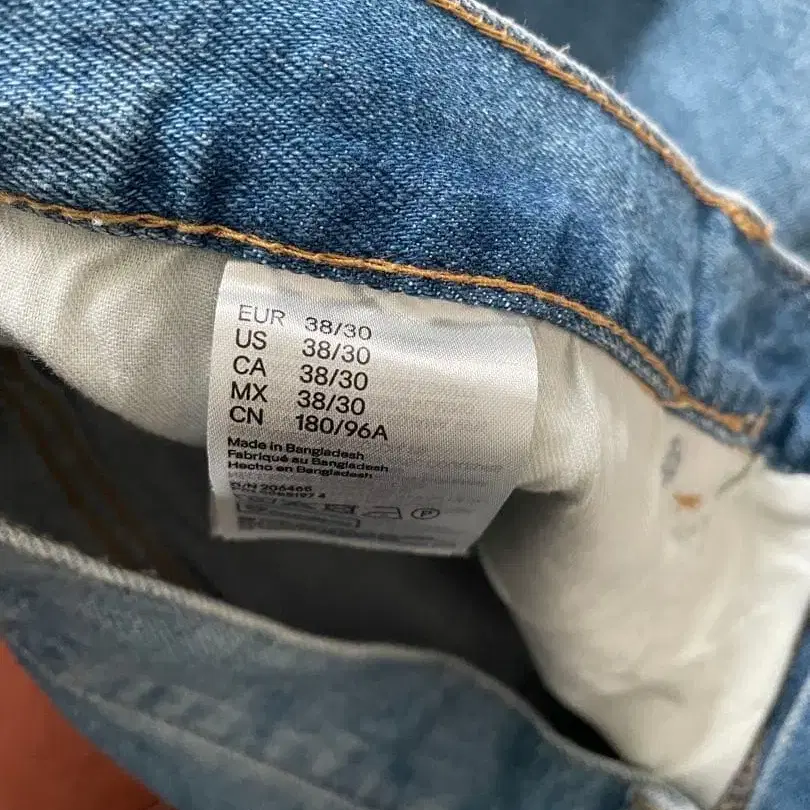 EUR 38/30
US 38/30
CA 38/30
MX 38/30
CN 180/96A
Made in Bangladesh
Fabriqué au Bangladesh
Hecho en Bangladesh
S/N 206465
P